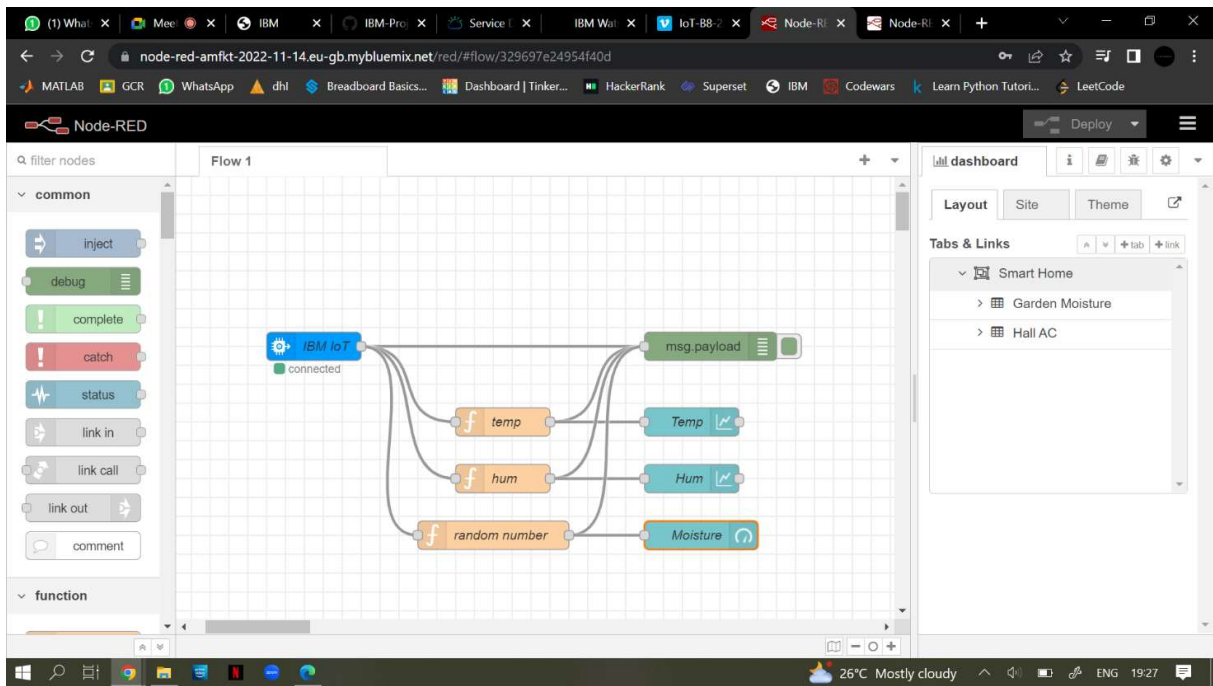 (1) What
Mee
IBM
IBM-Proj
Service D
IBM Wat
IoT-B8-2
Node-RE
Node-RE
node-red-amfkt-2022-11-14.eu-gb.mybluemix.net/red/#flow/329697e24954f40d
MATLAB GCR WhatsApp dhl Breadboard Basics... Dashboard | Tinker... HackerRank Superset IBM Codewars Learn Python Tutori... LeetCode
Node-RED
Deploy
filter nodes
Flow 1
dashboard
common
inject
debug
complete
catch
status
link in
link call
link out
comment
function
IBM IoT
connected
msg.payload
temp
Temp
hum
Hum
random number
Moisture
Layout Site Theme
Tabs & Links
+ tab + link
Smart Home
Garden Moisture
Hall AC
26°C Mostly cloudy
ENG 19:27